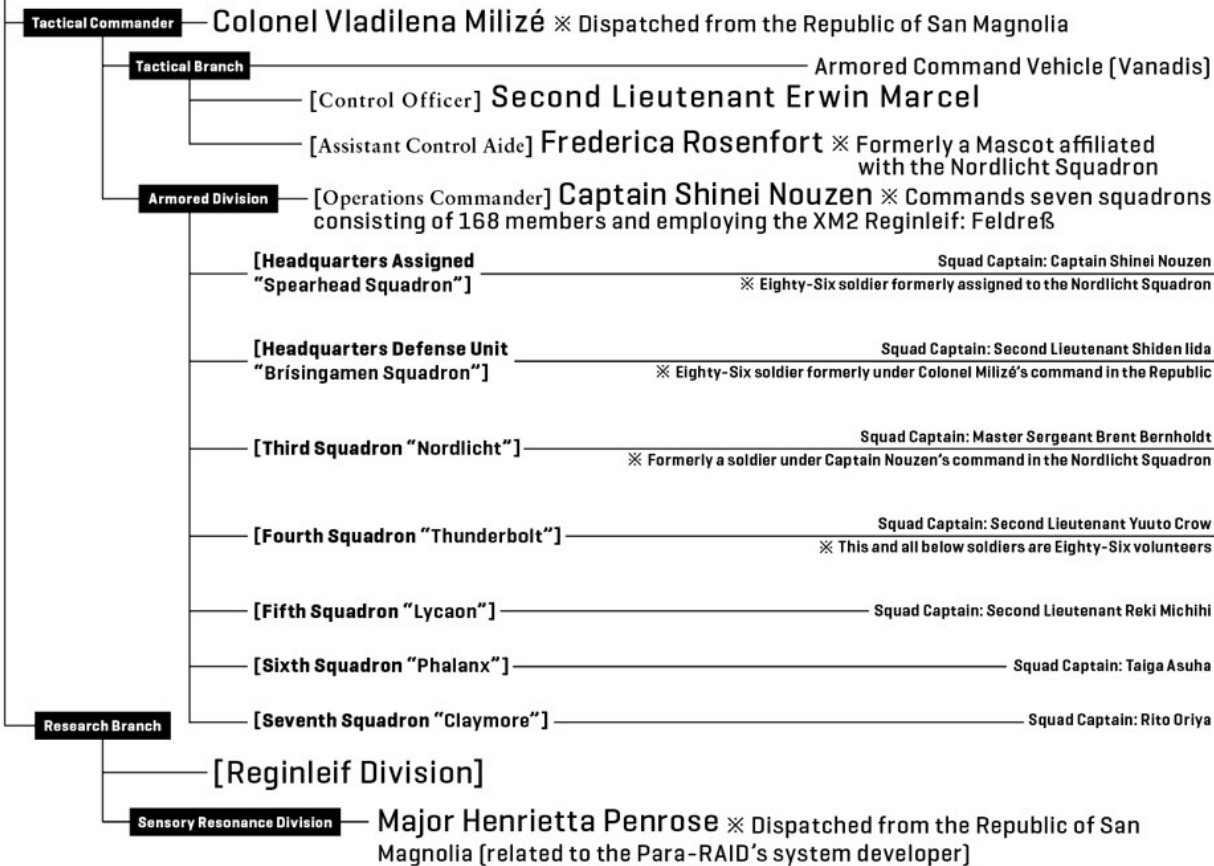 Tactical Commander Colonel Vladilena Milizé ※ Dispatched from the Republic of San Magnolia
Tactical Branch Armored Command Vehicle (Vanadis)
[Control Officer] Second Lieutenant Erwin Marcel
[Assistant Control Aide] Frederica Rosenfort ※ Formerly a Mascot affiliated
with the Nordlicht Squadron
Armored Division [Operations Commander] Captain Shinei Nouzen ※ Commands seven squadrons
consisting of 168 members and employing the XM2 Reginleif: Feldreß
[Headquarters Assigned
"Spearhead Squadron"]
Squad Captain: Captain Shinei Nouzen
※ Eighty-Six soldier formerly assigned to the Nordlicht Squadron
[Headquarters Defense Unit
"Brísingamen Squadron"]
Squad Captain: Second Lieutenant Shiden Iida
※ Eighty-Six soldier formerly under Colonel Milizé's command in the Republic
[Third Squadron "Nordlicht"]
Squad Captain: Master Sergeant Brent Bernholdt
※ Formerly a soldier under Captain Nouzen's command in the Nordlicht Squadron
[Fourth Squadron "Thunderbolt"]
Squad Captain: Second Lieutenant Yuuto Crow
※ This and all below soldiers are Eighty-Six volunteers
[Fifth Squadron "Lycaon"] Squad Captain: Second Lieutenant Reki Michihi
[Sixth Squadron "Phalanx"] Squad Captain: Taiga Asuha
[Seventh Squadron "Claymore"] Squad Captain: Rito Oriya
Research Branch
[Reginleif Division]
Sensory Resonance Division Major Henrietta Penrose ※ Dispatched from the Republic of San
Magnolia (related to the Para-RAID's system developer)